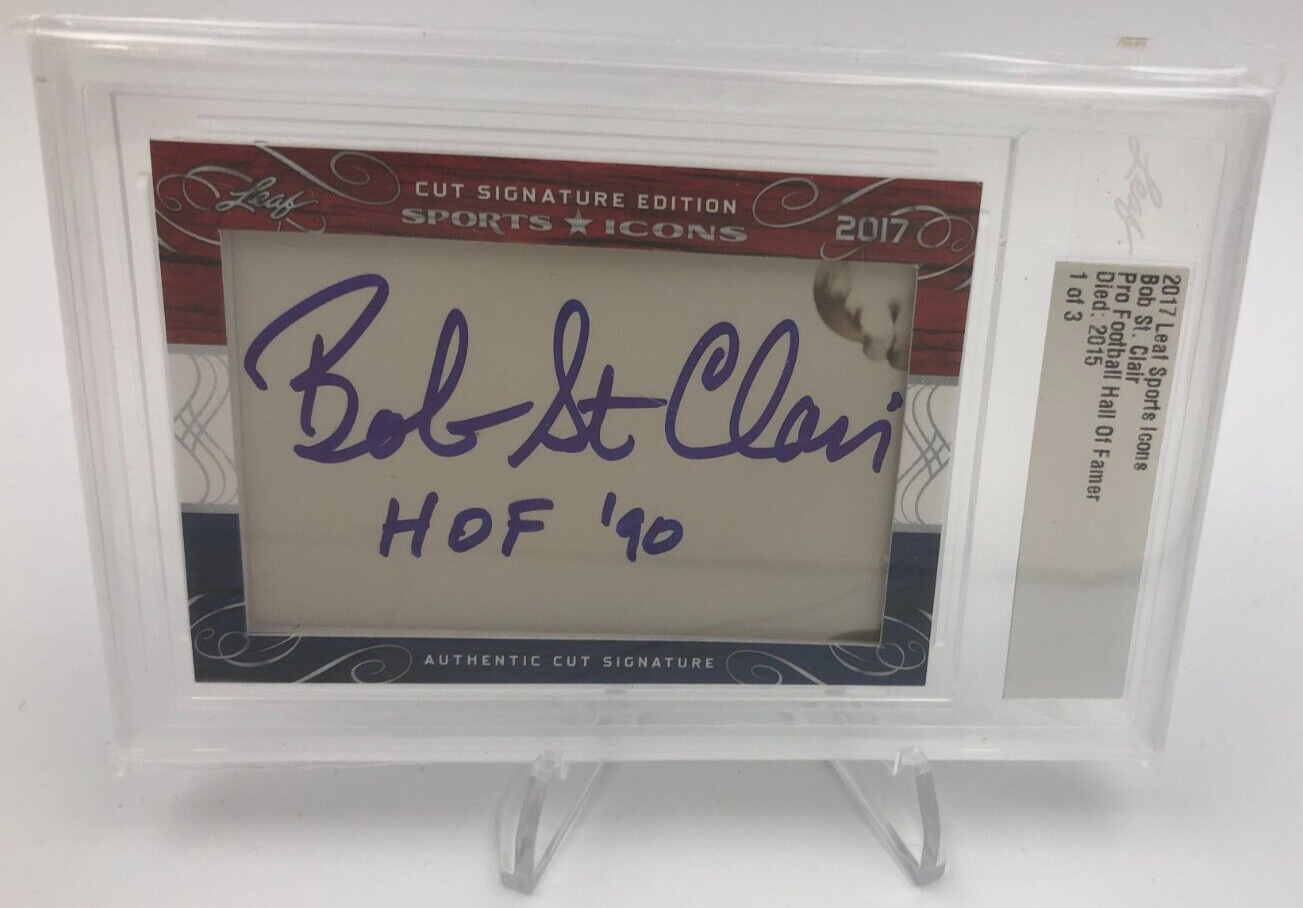 Leaf
CUT SIGNATURE EDITION
SPORTS ★ ICONS
2017
Bob St Clair
HOF '90
AUTHENTIC CUT SIGNATURE
Leaf
2017 Leaf Sports Icons
Bob St. Clair
Pro Football Hall Of Famer
Died: 2015
1 of 3